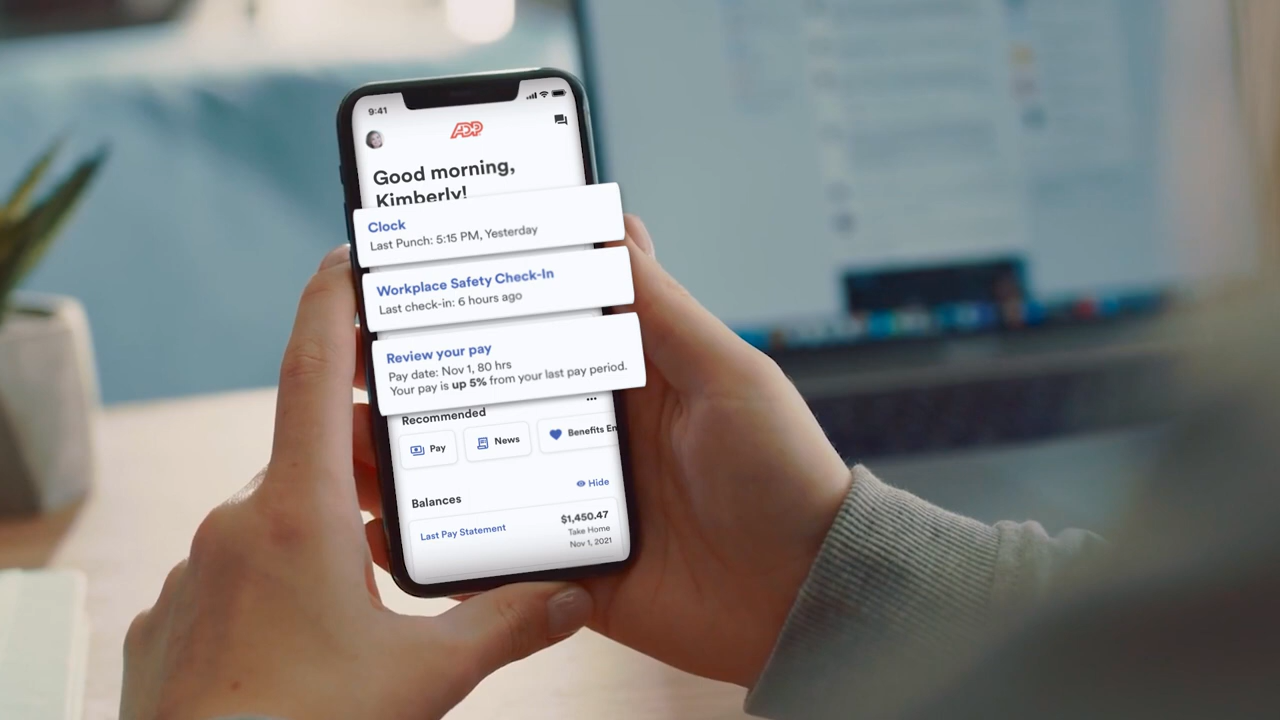 9:41
ADP
Good morning,
Kimberly!
Clock
Last Punch: 5:15 PM, Yesterday
Workplace Safety Check-In
Last check-in: 6 hours ago
Review your pay
Pay date: Nov 1, 80 hrs
Your pay is up 5% from your last pay period.
Recommended
Pay
News
Benefits En
Hide
Balances
Last Pay Statement
$1,450.47
Take Home
Nov 1, 2021